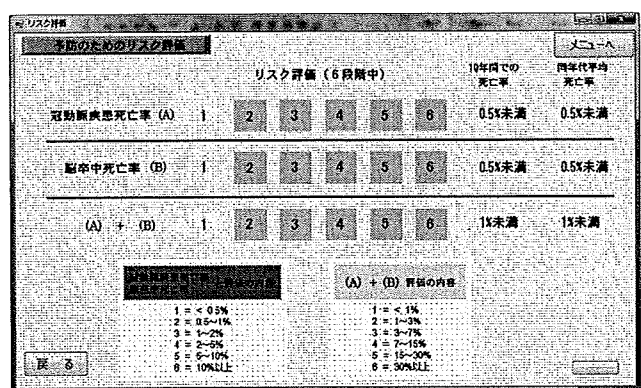 リスク評価
予防のためのリスク評価
メニューへ
リスク評価 (6段階中)
10年間での死亡率
同年代平均死亡率
冠動脈疾患死亡率 (A) 1 2 3 4 5 6 0.5%未満 0.5%未満
脳卒中死亡率 (B) 1 2 3 4 5 6 0.5%未満 0.5%未満
(A) + (B) 1 2 3 4 5 6 1%未満 1%未満
評価の内容
1 = < 0.5%
2 = 0.5～1%
3 = 1～2%
4 = 2～5%
5 = 5～10%
6 = 10%以上
(A) + (B) 評価の内容
1 = < 1%
2 = 1～3%
3 = 3～7%
4 = 7～15%
5 = 15～30%
6 = 30%以上
戻る